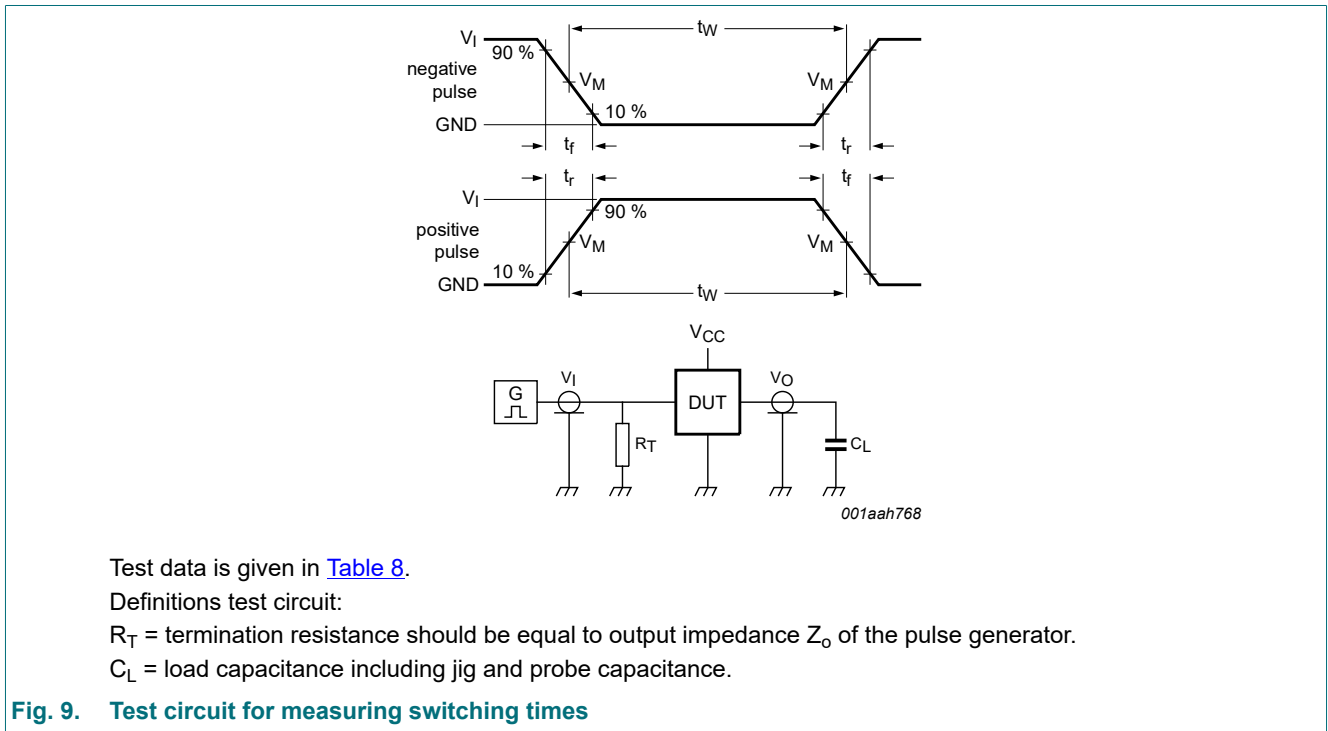 tW
VI
90 %
negative
pulse
VM
VM
10 %
GND
tf
tr
tr
tf
VI
90 %
positive
pulse
VM
VM
10 %
GND
tW
VCC
G
VI
DUT
VO
RT
CL
001aah768
Test data is given in Table 8.
Definitions test circuit:
RT = termination resistance should be equal to output impedance Zo of the pulse generator.
CL = load capacitance including jig and probe capacitance.
Fig. 9. Test circuit for measuring switching times